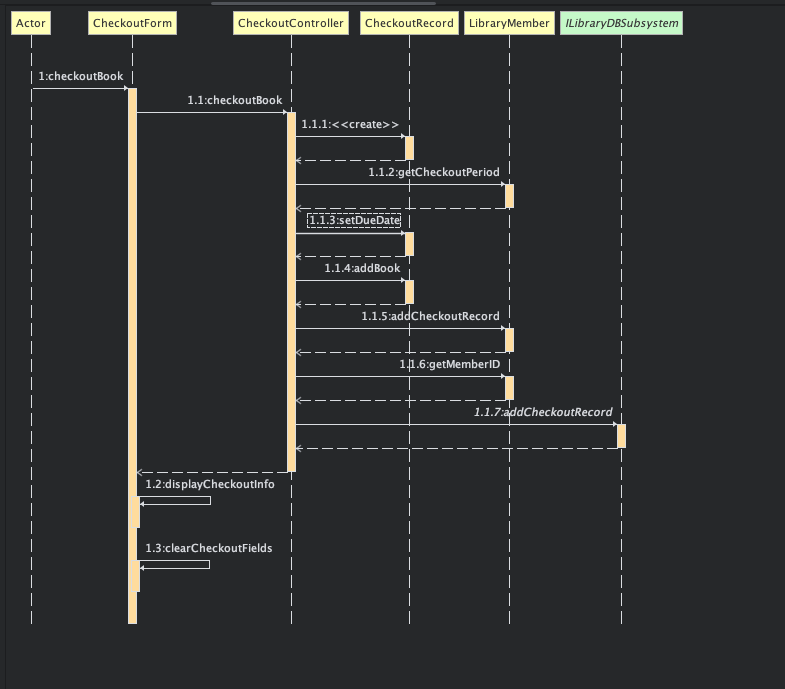 Actor
CheckoutForm
CheckoutController
CheckoutRecord
LibraryMember
ILibraryDBSubsystem
1:checkoutBook
1.1:checkoutBook
1.1.1:<<create>>
1.1.2:getCheckoutPeriod
1.1.3:setDueDate
1.1.4:addBook
1.1.5:addCheckoutRecord
1.1.6:getMemberID
1.1.7:addCheckoutRecord
1.2:displayCheckoutInfo
1.3:clearCheckoutFields